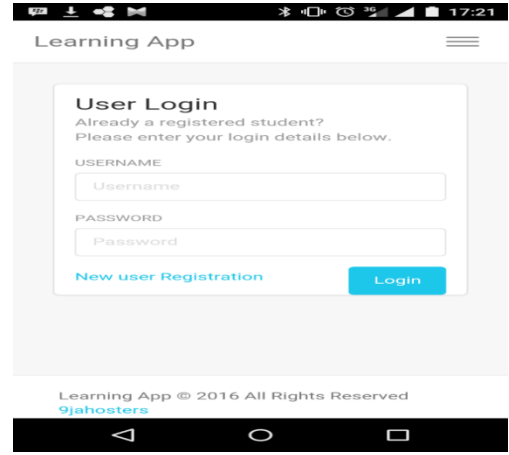 3G 17:21
Learning App
User Login
Already a registered student?
Please enter your login details below.
USERNAME
Username
PASSWORD
Password
New user Registration Login
Learning App © 2016 All Rights Reserved
9jahosters